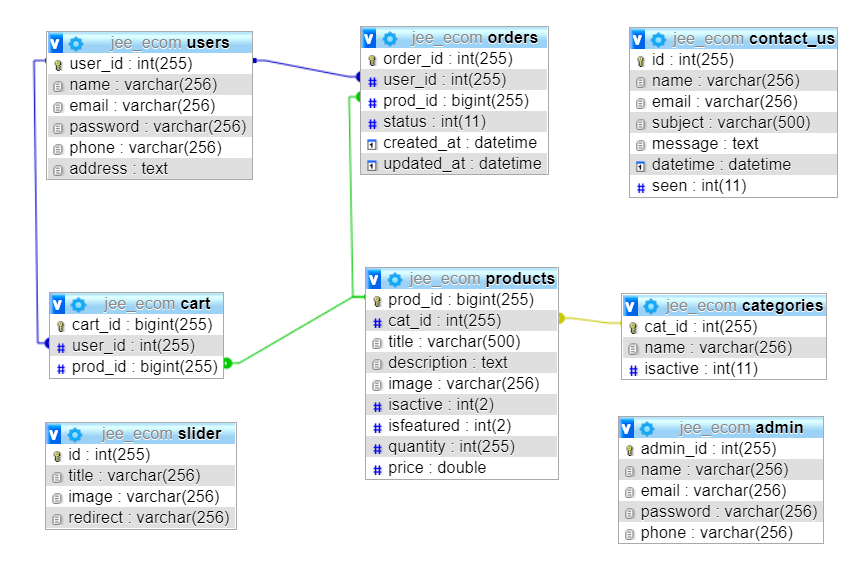 v jee_ecom users
user_id : int(255)
name : varchar(256)
email : varchar(256)
password : varchar(256)
phone : varchar(256)
address : text
v jee_ecom orders
order_id : int(255)
# user_id : int(255)
# prod_id : bigint(255)
# status : int(11)
created_at : datetime
updated_at : datetime
v jee_ecom contact_us
id : int(255)
name : varchar(256)
email : varchar(256)
subject : varchar(500)
message : text
datetime : datetime
# seen : int(11)
v jee_ecom cart
cart_id : bigint(255)
# user_id : int(255)
# prod_id : bigint(255)
v jee_ecom products
prod_id : bigint(255)
# cat_id : int(255)
title : varchar(500)
description : text
image : varchar(256)
# isactive : int(2)
# isfeatured : int(2)
# quantity : int(255)
# price : double
v jee_ecom categories
cat_id : int(255)
name : varchar(256)
# isactive : int(11)
v jee_ecom slider
id : int(255)
title : varchar(256)
image : varchar(256)
redirect : varchar(256)
v jee_ecom admin
admin_id : int(255)
name : varchar(256)
email : varchar(256)
password : varchar(256)
phone : varchar(256)